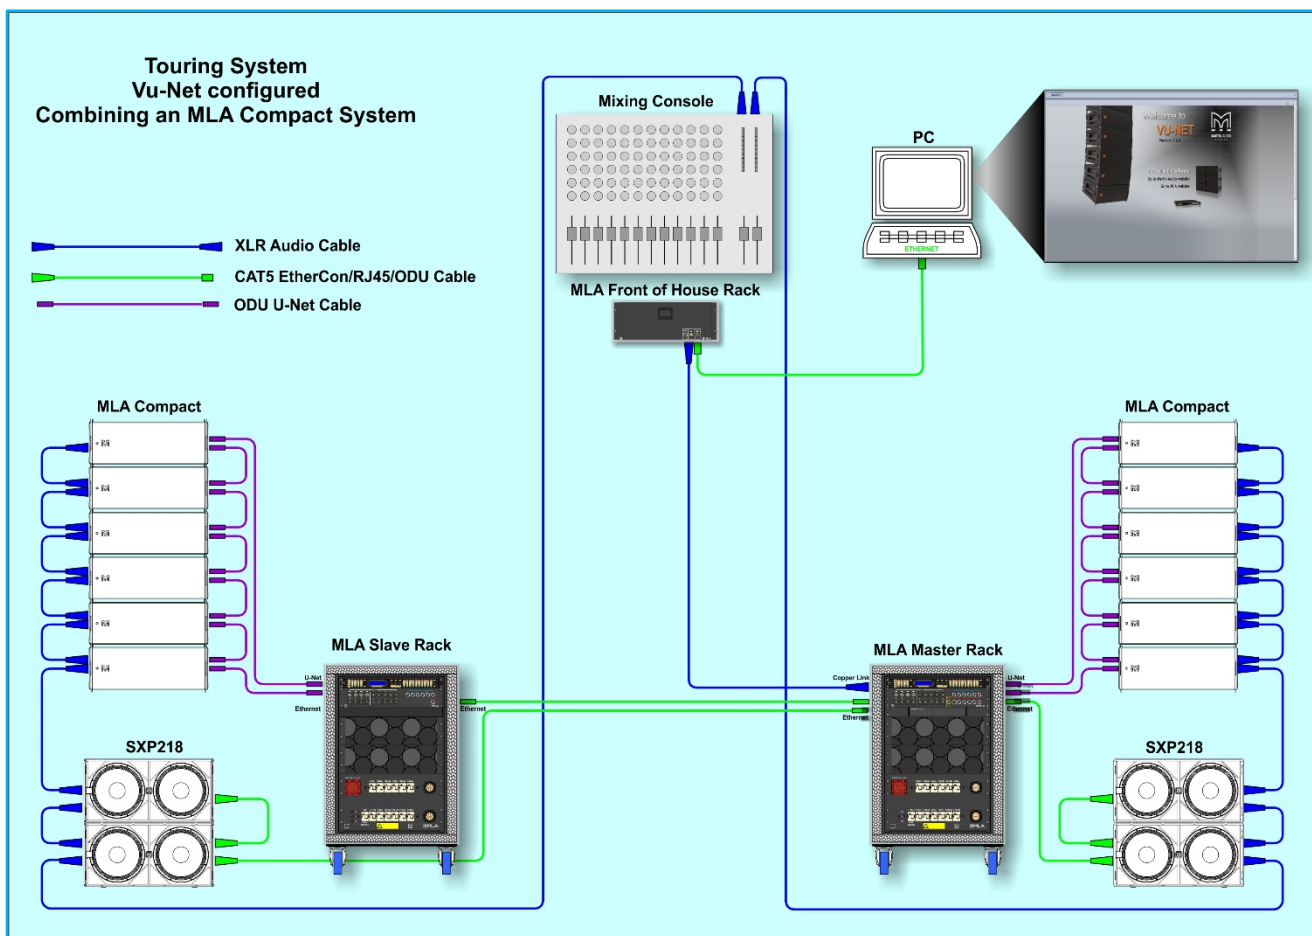 Touring System
Vu-Net configured
Combining an MLA Compact System
Mixing Console
PC
Welcome to
VU-NET
ETHERNET
XLR Audio Cable
CAT5 EtherCon/RJ45/ODU Cable
ODU U-Net Cable
MLA Front of House Rack
MLA Compact
MLA Compact
MLA Slave Rack
MLA Master Rack
U-Net
Ethernet
Ethernet
Copper Link
Ethernet
U-Net
Ethernet
SXP218
SXP218